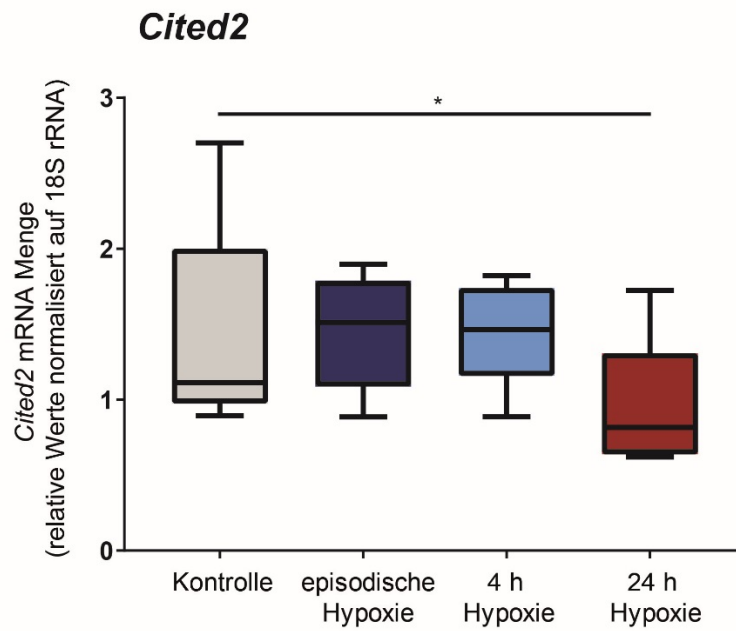 Cited2
Cited2 mRNA Menge
(relative Werte normalisiert auf 18S rRNA)
3
2
1
0
*
Kontrolle
episodische
Hypoxie
4 h
Hypoxie
24 h
Hypoxie